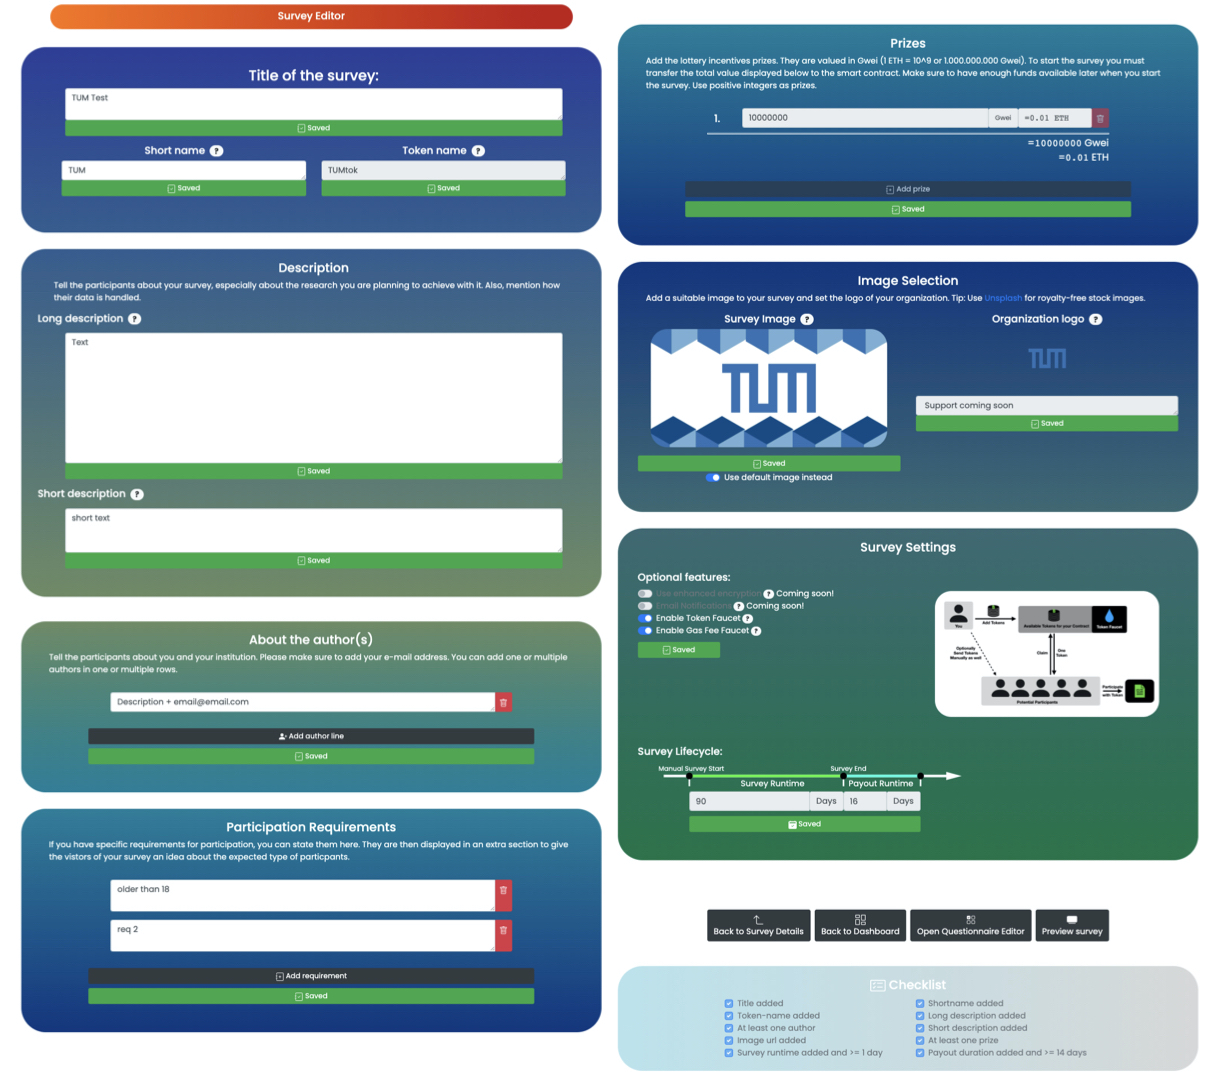 Survey Editor
Title of the survey:
TUM Test
Saved
Short name ?
Token name ?
TUM
TUMtok
Saved
Saved
Description
Tell the participants about your survey, especially about the research you are planning to achieve with it. Also, mention how
their data is handled.
Long description ?
Text
Saved
Short description ?
short text
Saved
About the author(s)
Tell the participants about you and your institution. Please make sure to add your e-mail address. You can add one or multiple
authors in one or multiple rows.
Description + email@email.com
Add author line
Saved
Participation Requirements
If you have specific requirements for participation, you can state them here. They are then displayed in an extra section to give
the vistors of your survey an idea about the expected type of particpants.
older than 18
req 2
Add requirement
Saved
Prizes
Add the lottery incentives prizes. They are valued in Gwei (1 ETH = 10^9 or 1.000.000.000 Gwei). To start the survey you must
transfer the total value displayed below to the smart contract. Make sure to have enough funds available later when you start
the survey. Use positive integers as prizes.
1. 10000000 Gwei =0.01 ETH
=10000000 Gwei
=0.01 ETH
Add prize
Saved
Image Selection
Add a suitable image to your survey and set the logo of your organization. Tip: Use Unsplash for royalty-free stock images.
Survey Image ?
Organization logo ?
TUM
TUM
Support coming soon
Saved
Saved
Use default image instead
Survey Settings
Optional features:
Use enhanced encryption ? Coming soon!
Email Notifications ? Coming soon!
Enable Token Faucet ?
Enable Gas Fee Faucet ?
Saved
You
Add Tokens
Available Tokens for your Contract
Token Faucet
Optionally
Send Tokens
Manually as well
Claim
One
Token
Potential Participants
Participate
with Token
Survey Lifecycle:
Manual Survey Start
Survey End
Survey Runtime
Payout Runtime
90 Days 16 Days
Saved
Back to Survey Details
Back to Dashboard
Open Questionnaire Editor
Preview survey
Checklist
Title added
Shortname added
Token-name added
Long description added
At least one author
Short description added
Image url added
At least one prize
Survey runtime added and >= 1 day
Payout duration added and >= 14 days